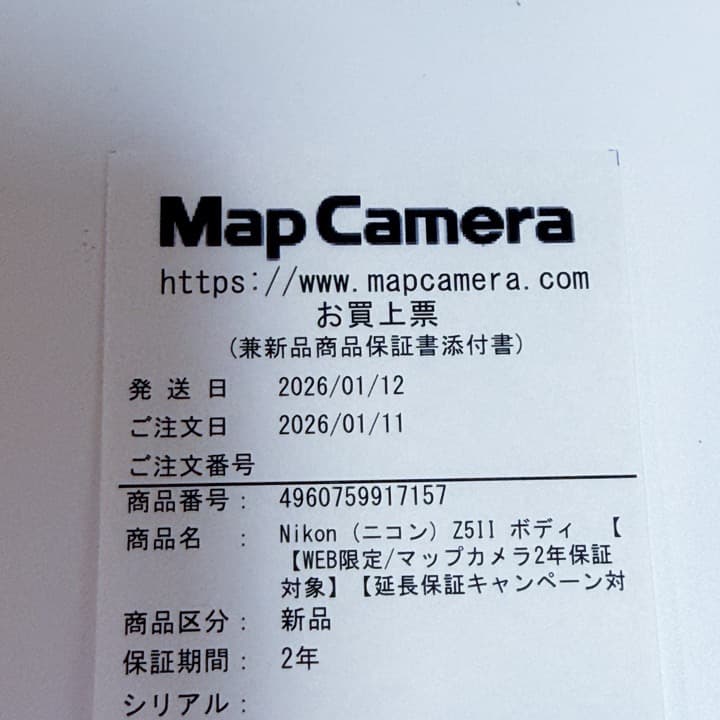 Map Camera
https://www.mapcamera.com
お買上票
(兼新品商品保証書添付書)
発 送 日 2026/01/12
ご注文日 2026/01/11
ご注文番号
商品番号： 4960759917157
商品名 ： Nikon (ニコン) Z5II ボディ 【
【WEB限定/マップカメラ2年保証
対象】【延長保証キャンペーン対
商品区分： 新品
保証期間： 2年
シリアル：